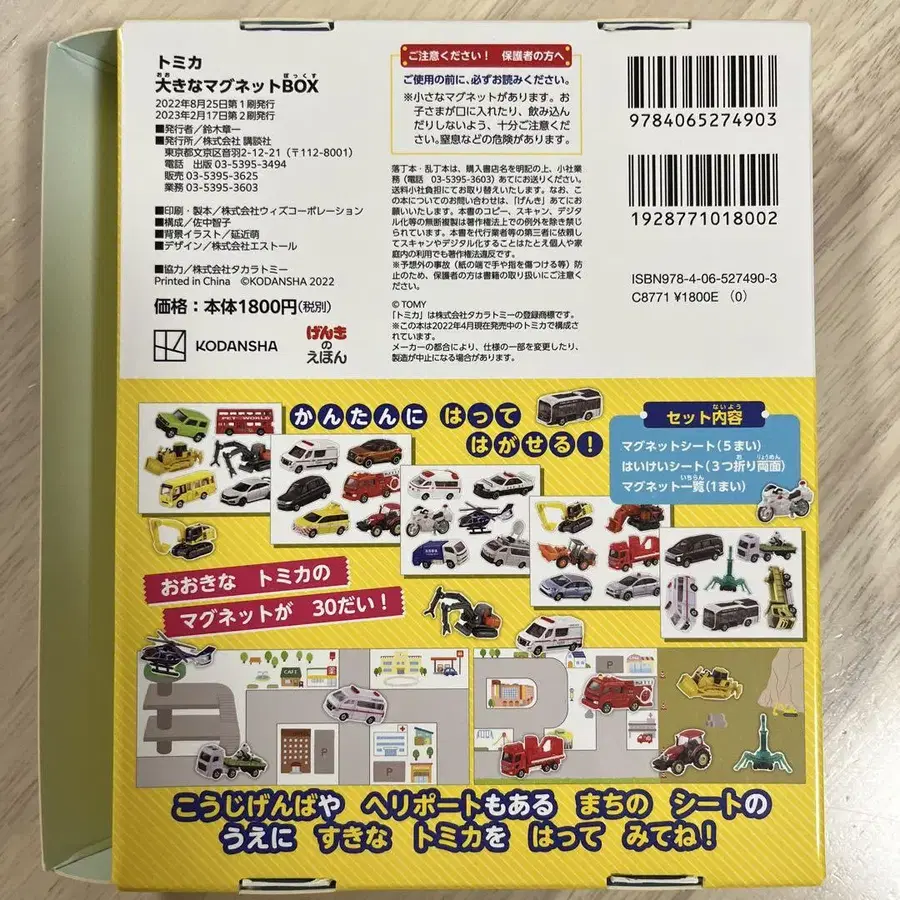 トミカ
大きなマグネットBOX
おお
ぼっくす
2022年8月25日第1刷発行
2023年2月17日第2刷発行
■発行者/鈴木章一
■発行所/株式会社 講談社
東京都文京区音羽2-12-21(〒112-8001)
電話 出版 03-5395-3494
販売 03-5395-3625
業務 03-5395-3603
■印刷・製本/株式会社ウィズコーポレーション
■構成/佐中智子
■背景イラスト/延近萌
■デザイン/株式会社エストール
■協力/株式会社タカラトミー
Printed in China ©KODANSHA 2022
価格:本体1800円(税別)
KODANSHA
げんき
の
えほん
ご注意ください! 保護者の方へ
ご使用の前に、必ずお読みください。
※小さなマグネットがあります。お
子さまが口に入れたり、飲み込ん
だりしないよう、十分ご注意くださ
い。窒息などの危険があります。
落丁本・乱丁本は、購入書店名を明記の上、小社業
務(電話 03-5395-3603)あてにお送りください。
送料小社負担にてお取り替えいたします。なお、こ
の本についてのお問い合わせは、「げんき」あてにお
願いいたします。本書のコピー、スキャン、デジタ
ル化等の無断複製は著作権法上での例外を除き禁じ
られています。本書を代行業者等の第三者に依頼し
てスキャンやデジタル化することはたとえ個人や家
庭内の利用でも著作権法違反です。
※予想外の事故(紙の端で手や指を傷つける等)防
止のため、保護者の方は書籍の取り扱いにご注意く
ださい。
©TOMY
「トミカ」は株式会社タカラトミーの登録商標です。
※この本は2022年4月現在発売中のトミカで構成さ
れています。
メーカーの都合により、仕様の一部を変更したり、
製造が中止になる場合があります。
9784065274903
1928771018002
ISBN978-4-06-527490-3
C8771 ¥1800E (0)
かんたんに はって
はがせる!
セット内容
ないよう
マグネットシート(5まい)
はいけいシート(3つ折り両面)
お
りょうめん
マグネット一覧(1まい)
いちらん
PET WORLD
おおきな トミカの
マグネットが 30だい!
CAFE
P
P
こうじげんばや ヘリポートもある まちの シートの
うえに すきな トミカを はって みてね!